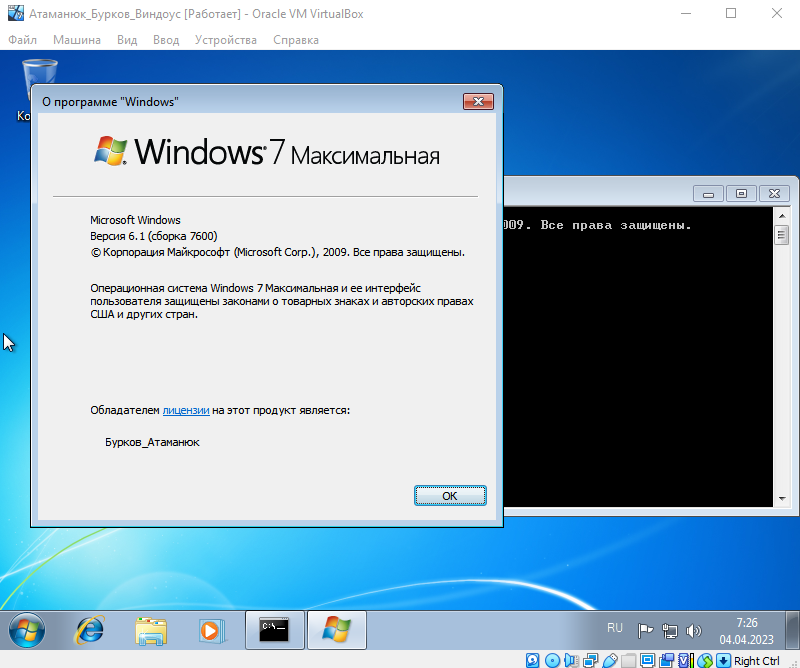 Атаманюк_Бурков_Виндоус [Работает] - Oracle VM VirtualBox
Файл Машина Вид Ввод Устройства Справка
О программе "Windows"
Windows 7 Максимальная
Microsoft Windows
Версия 6.1 (сборка 7600)
© Корпорация Майкрософт (Microsoft Corp.), 2009. Все права защищены.
Операционная система Windows 7 Максимальная и ее интерфейс
пользователя защищены законами о товарных знаках и авторских правах
США и других стран.
Обладателем лицензии на этот продукт является:
Бурков_Атаманюк
OK
009. Все права защищены.
C:\
RU
7:26
04.04.2023
Right Ctrl